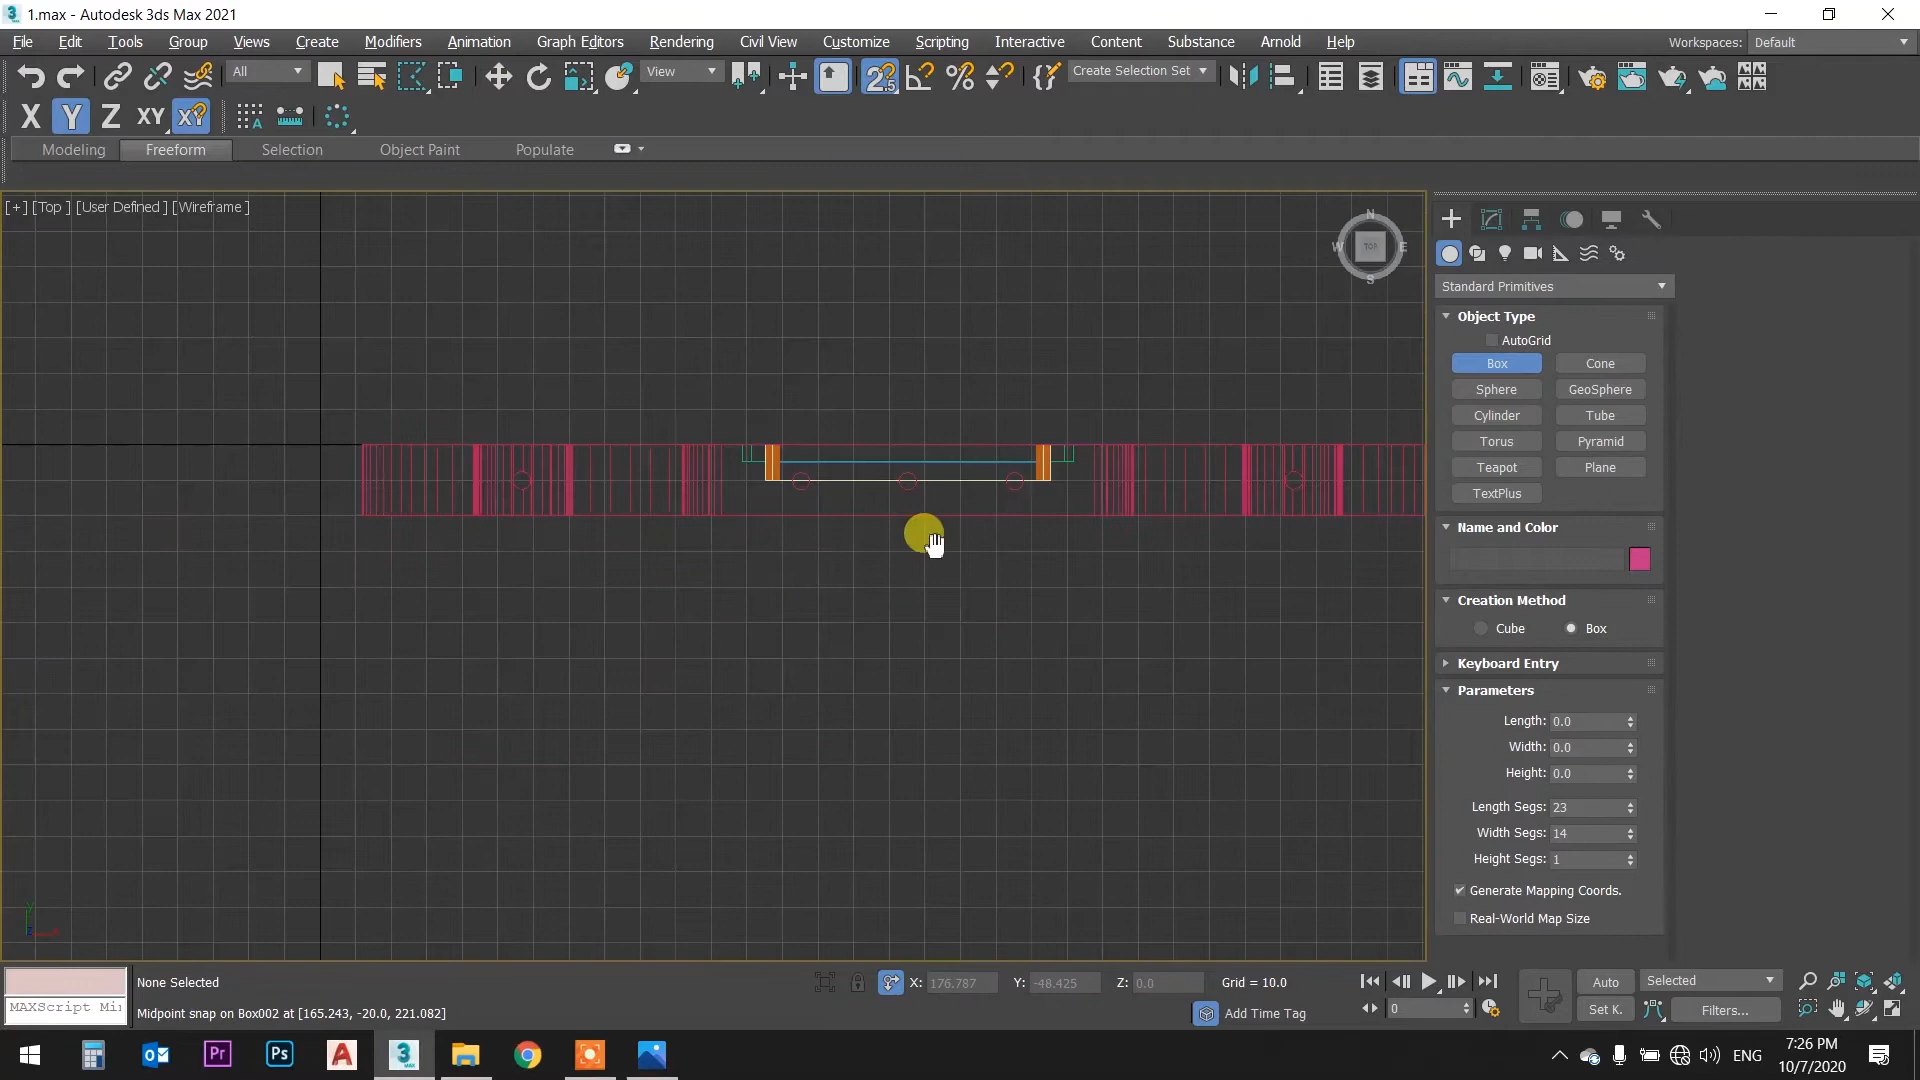 1.max - Autodesk 3ds Max 2021
File Edit Tools Group Views Create Modifiers Animation Graph Editors Rendering Civil View Customize Scripting Interactive Content Substance Arnold Help
Workspaces: Default
All
View
Create Selection Set
X Y Z XY
Modeling Freeform Selection Object Paint Populate
[+] [Top ] [User Defined ] [Wireframe ]
N
W TOP E
S
Standard Primitives
Object Type
AutoGrid
Box Cone
Sphere GeoSphere
Cylinder Tube
Torus Pyramid
Teapot Plane
TextPlus
Name and Color
Creation Method
Cube Box
Keyboard Entry
Parameters
Length: 0.0
Width: 0.0
Height: 0.0
Length Segs: 23
Width Segs: 14
Height Segs: 1
Generate Mapping Coords.
Real-World Map Size
None Selected
X: 176.787 Y: -48.425 Z: 0.0 Grid = 10.0
Auto Selected
MAXScript Mi
Midpoint snap on Box002 at [165.243, -20.0, 221.082]
Add Time Tag
0
Set K. Filters...
ENG
7:26 PM
10/7/2020